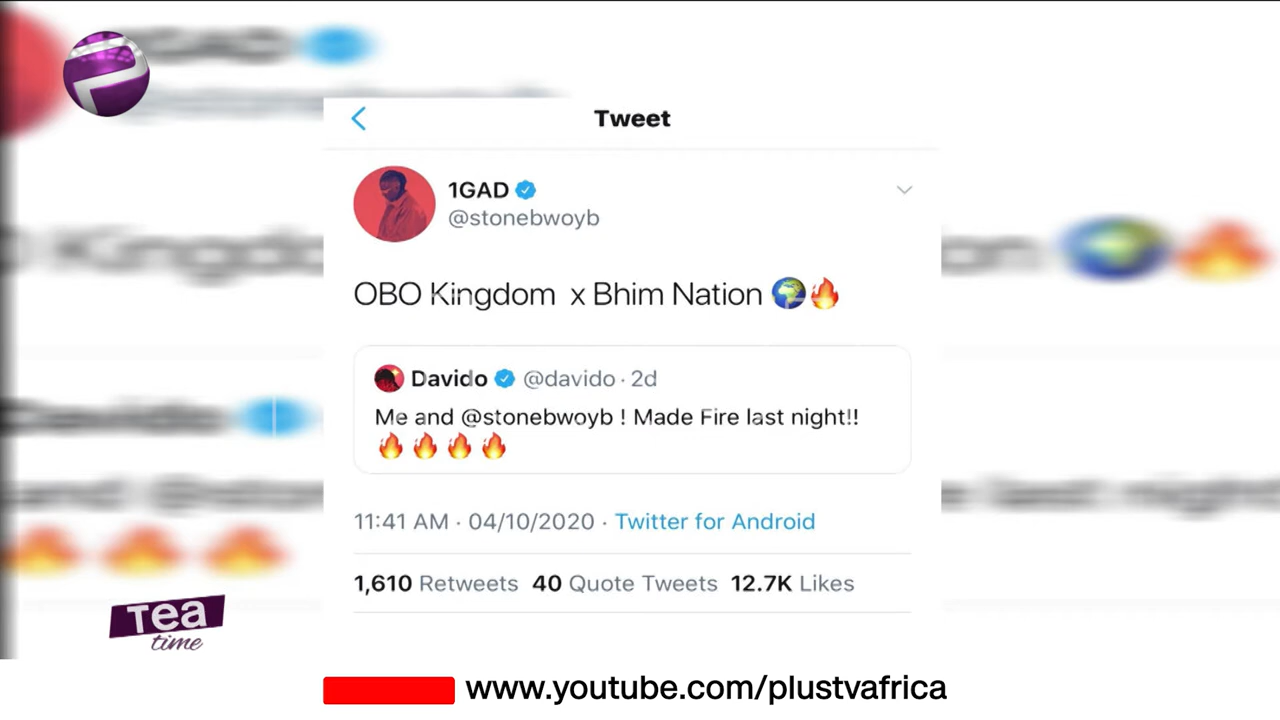 Tweet
1GAD
@stonebwoyb
OBO Kingdom x Bhim Nation 🌍🔥
Davido @davido · 2d
Me and @stonebwoyb ! Made Fire last night!!
🔥🔥🔥🔥
11:41 AM · 04/10/2020 · Twitter for Android
1,610 Retweets 40 Quote Tweets 12.7K Likes
Tea
time
www.youtube.com/plustvafrica